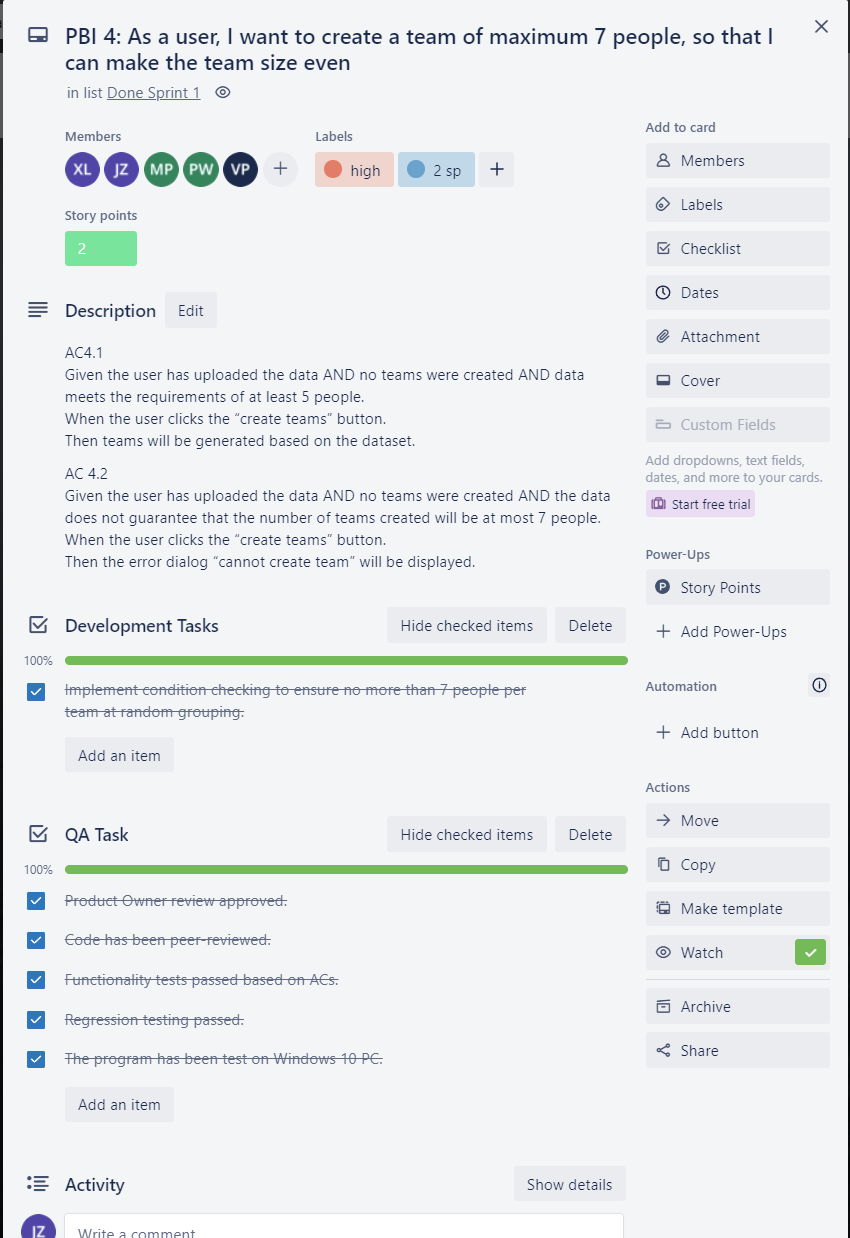 PBI 4: As a user, I want to create a team of maximum 7 people, so that I
can make the team size even
in list Done Sprint 1
Members
XL JZ MP PW VP
Labels
high
2 sp
Story points
2
Description
Edit
AC4.1
Given the user has uploaded the data AND no teams were created AND data
meets the requirements of at least 5 people.
When the user clicks the “create teams” button.
Then teams will be generated based on the dataset.
AC 4.2
Given the user has uploaded the data AND no teams were created AND the data
does not guarantee that the number of teams created will be at most 7 people.
When the user clicks the “create teams” button.
Then the error dialog “cannot create team” will be displayed.
Development Tasks
Hide checked items
Delete
100%
Implement condition checking to ensure no more than 7 people per
team at random grouping.
Add an item
QA Task
Hide checked items
Delete
100%
Product Owner review approved.
Code has been peer-reviewed.
Functionality tests passed based on ACs.
Regression testing passed.
The program has been test on Windows 10 PC.
Add an item
Activity
Show details
JZ
Write a comment
Add to card
Members
Labels
Checklist
Dates
Attachment
Cover
Custom Fields
Add dropdowns, text fields,
dates, and more to your cards.
Start free trial
Power-Ups
P
Story Points
Add Power-Ups
Automation
Add button
Actions
Move
Copy
Make template
Watch
Archive
Share